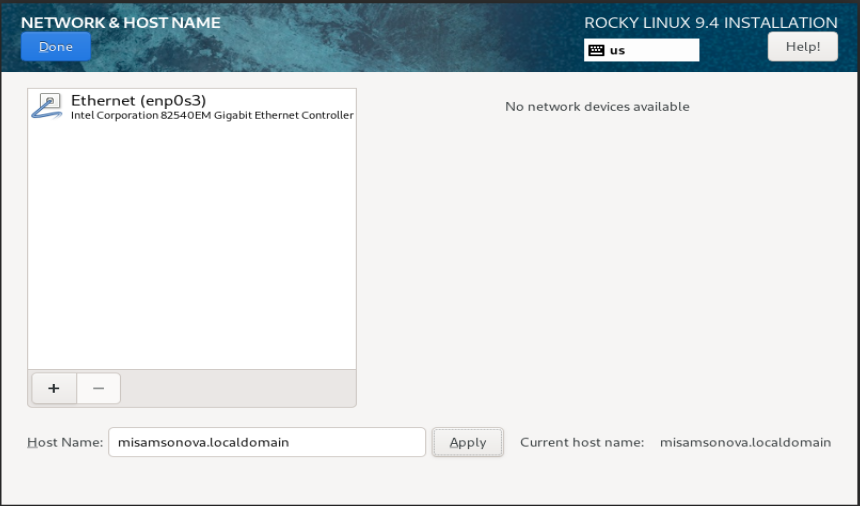 NETWORK & HOST NAME
ROCKY LINUX 9.4 INSTALLATION
Done
us
Help!
Ethernet (enp0s3)
Intel Corporation 82540EM Gigabit Ethernet Controller
No network devices available
+ −
Host Name: misamsonova.localdomain Apply Current host name: misamsonova.localdomain